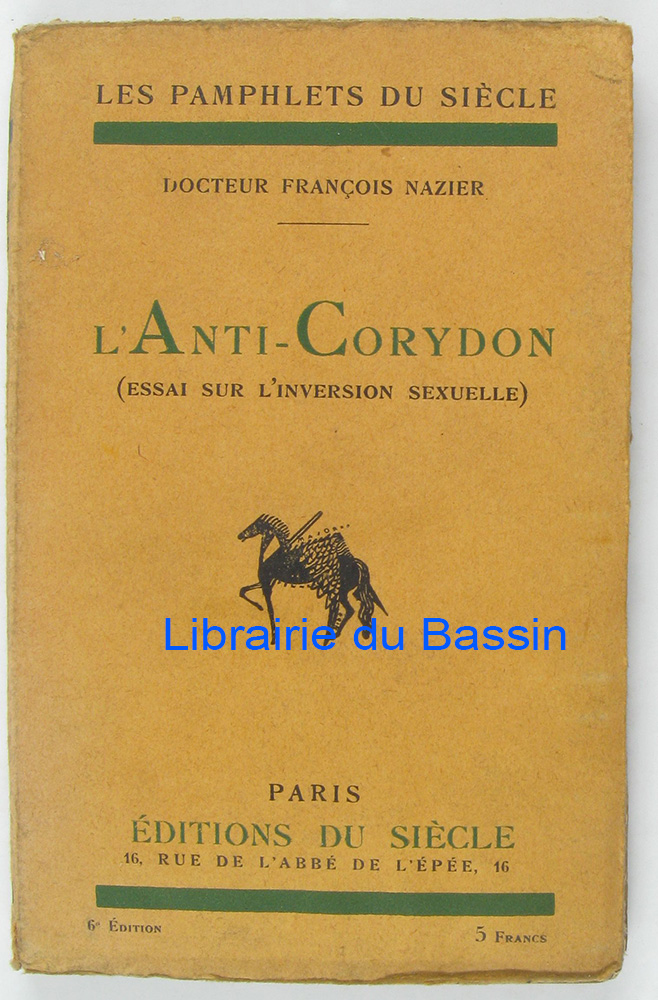 LES PAMPHLETS DU SIÈCLE
DOCTEUR FRANÇOIS NAZIER
L'ANTI-CORYDON
(ESSAI SUR L'INVERSION SEXUELLE)
Librairie du Bassin
PARIS
ÉDITIONS DU SIÈCLE
16, RUE DE L'ABBÉ DE L'ÉPÉE, 16
6e ÉDITION
5 FRANCS